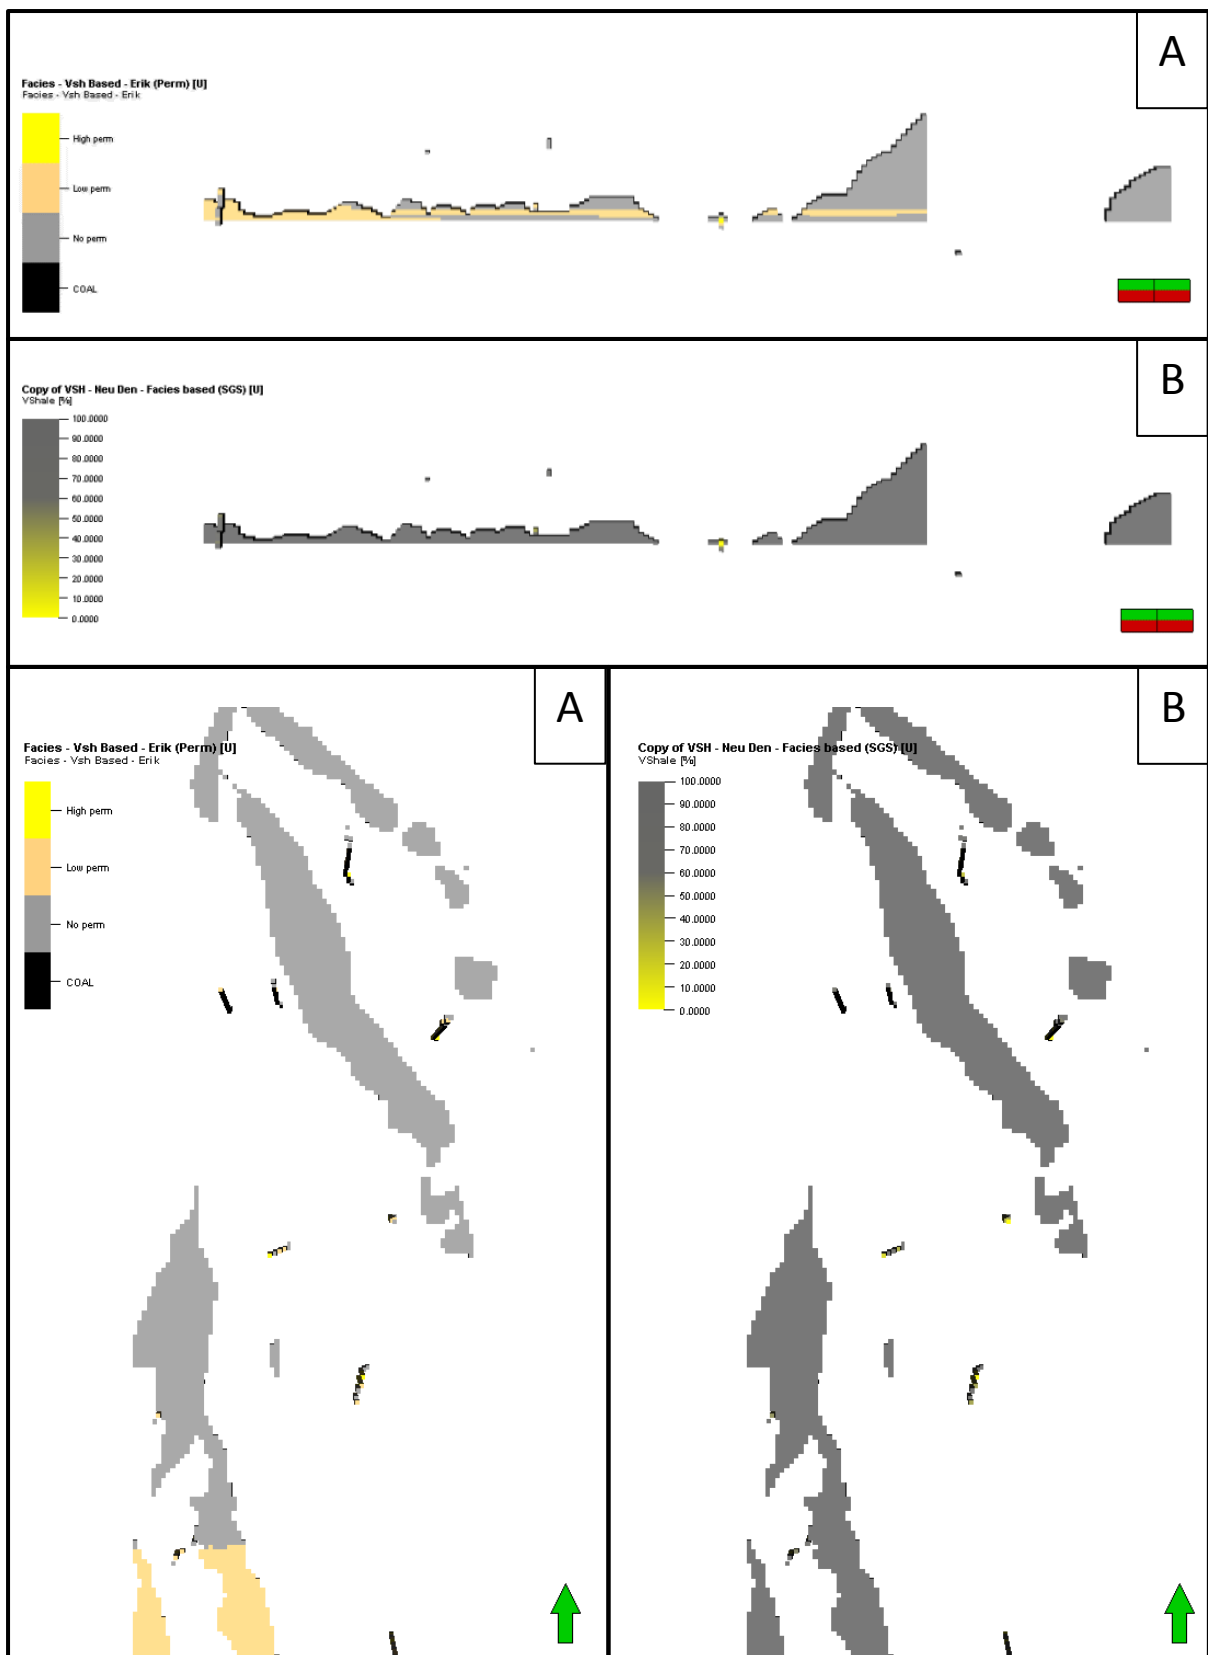 A
Facies - Vsh Based - Erik (Perm) [U]
Facies - Vsh Based - Erik
High perm
Low perm
No perm
COAL
B
Copy of VSH - Neu Den - Facies based (SGS) [U]
VShale [%]
100.0000
90.0000
80.0000
70.0000
60.0000
50.0000
40.0000
30.0000
20.0000
10.0000
0.0000
A
Facies - Vsh Based - Erik (Perm) [U]
Facies - Vsh Based - Erik
High perm
Low perm
No perm
COAL
B
Copy of VSH - Neu Den - Facies based (SGS) [U]
VShale [%]
100.0000
90.0000
80.0000
70.0000
60.0000
50.0000
40.0000
30.0000
20.0000
10.0000
0.0000